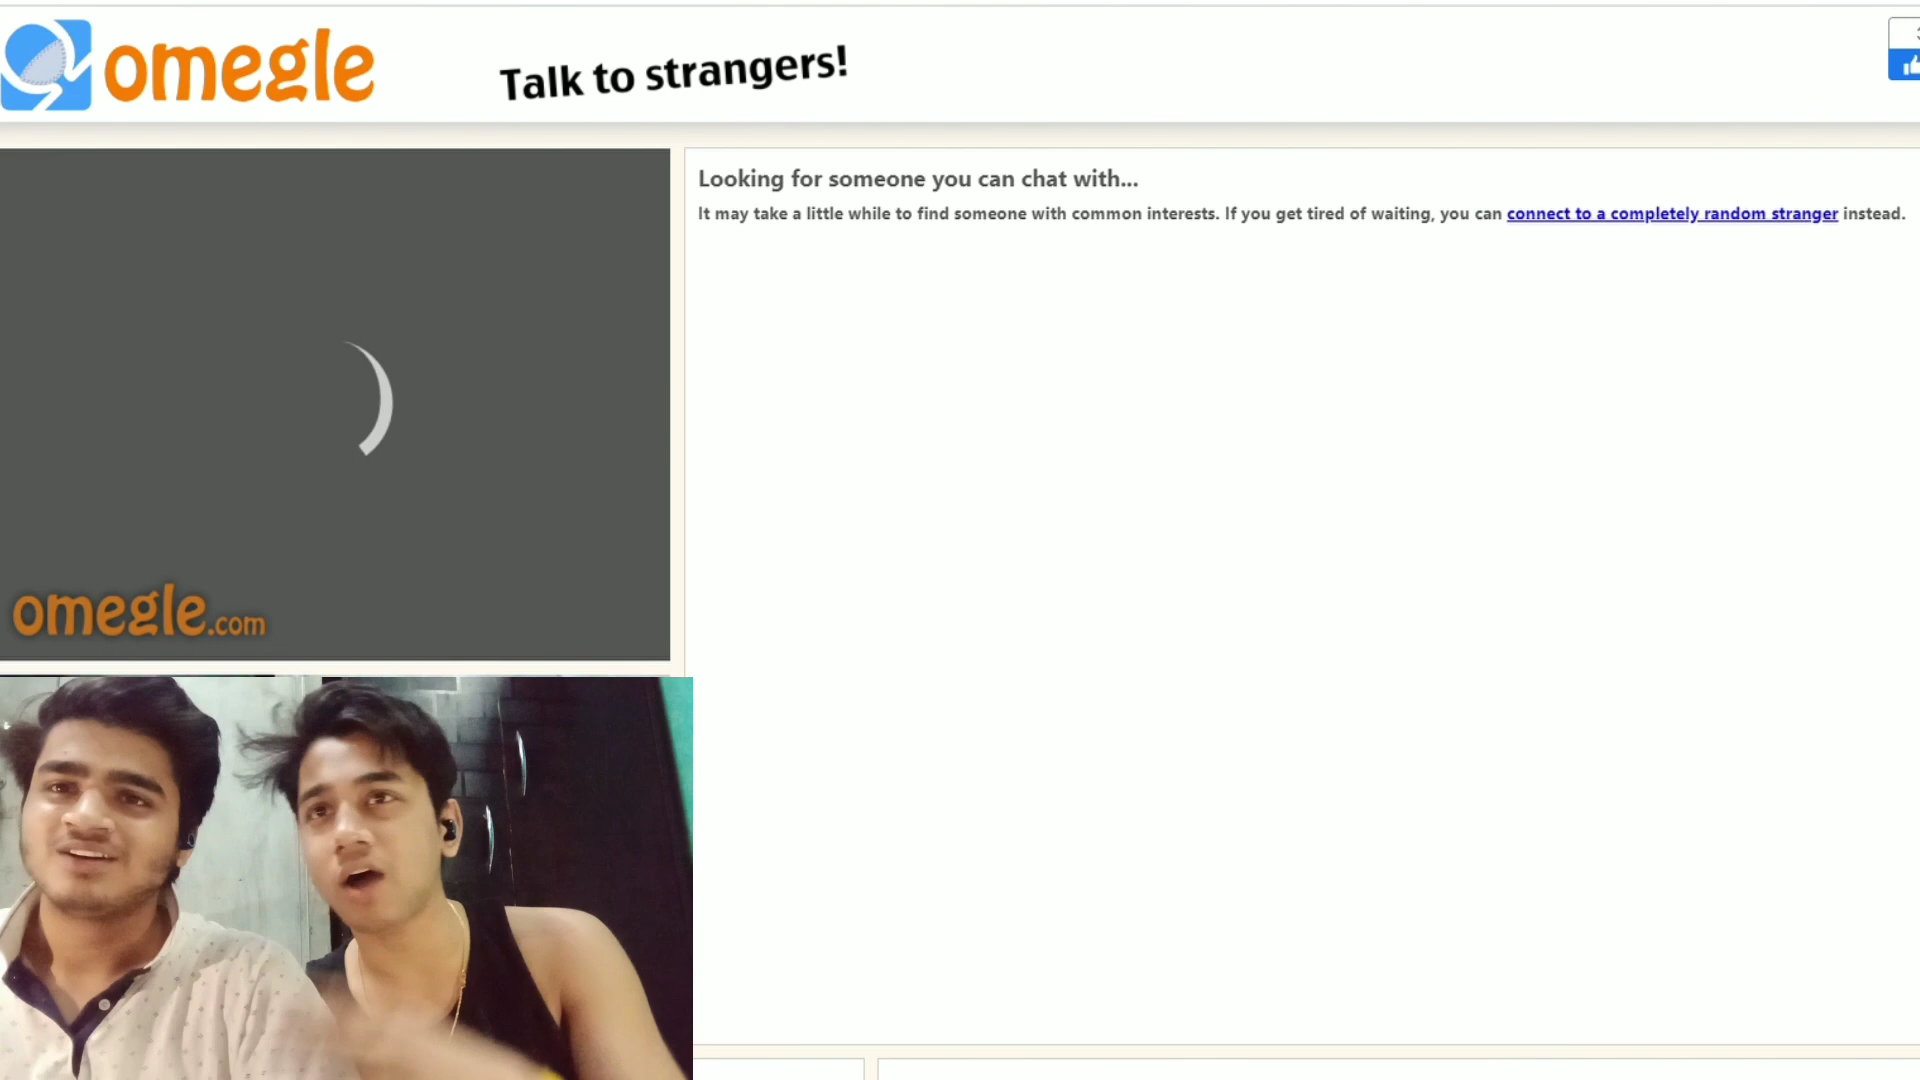 omegle
Talk to strangers!
Looking for someone you can chat with...
It may take a little while to find someone with common interests. If you get tired of waiting, you can connect to a completely random stranger instead.
omegle.com